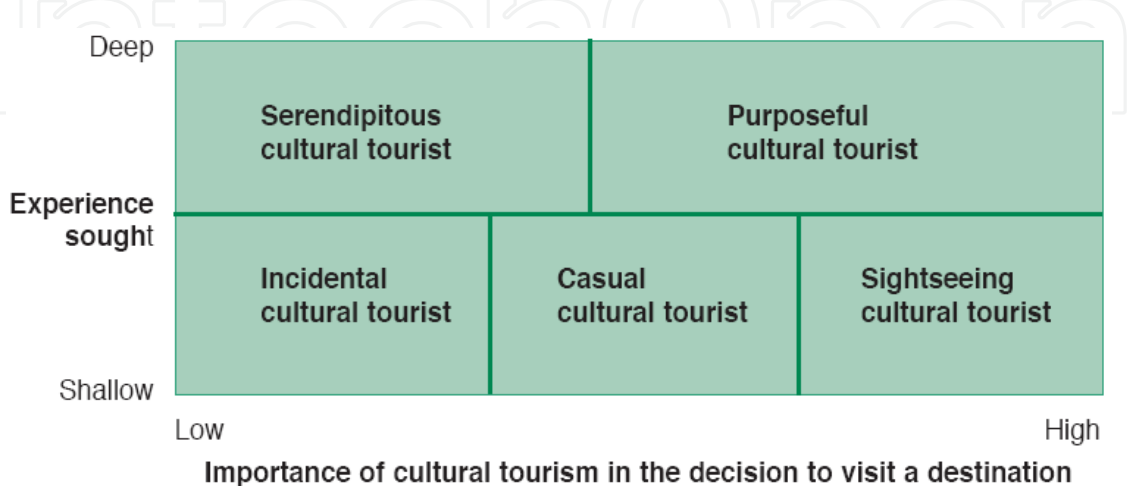 Deep
Serendipitous
cultural tourist
Purposeful
cultural tourist
Experience
sought
Incidental
cultural tourist
Casual
cultural tourist
Sightseeing
cultural tourist
Shallow
Low
High
Importance of cultural tourism in the decision to visit a destination